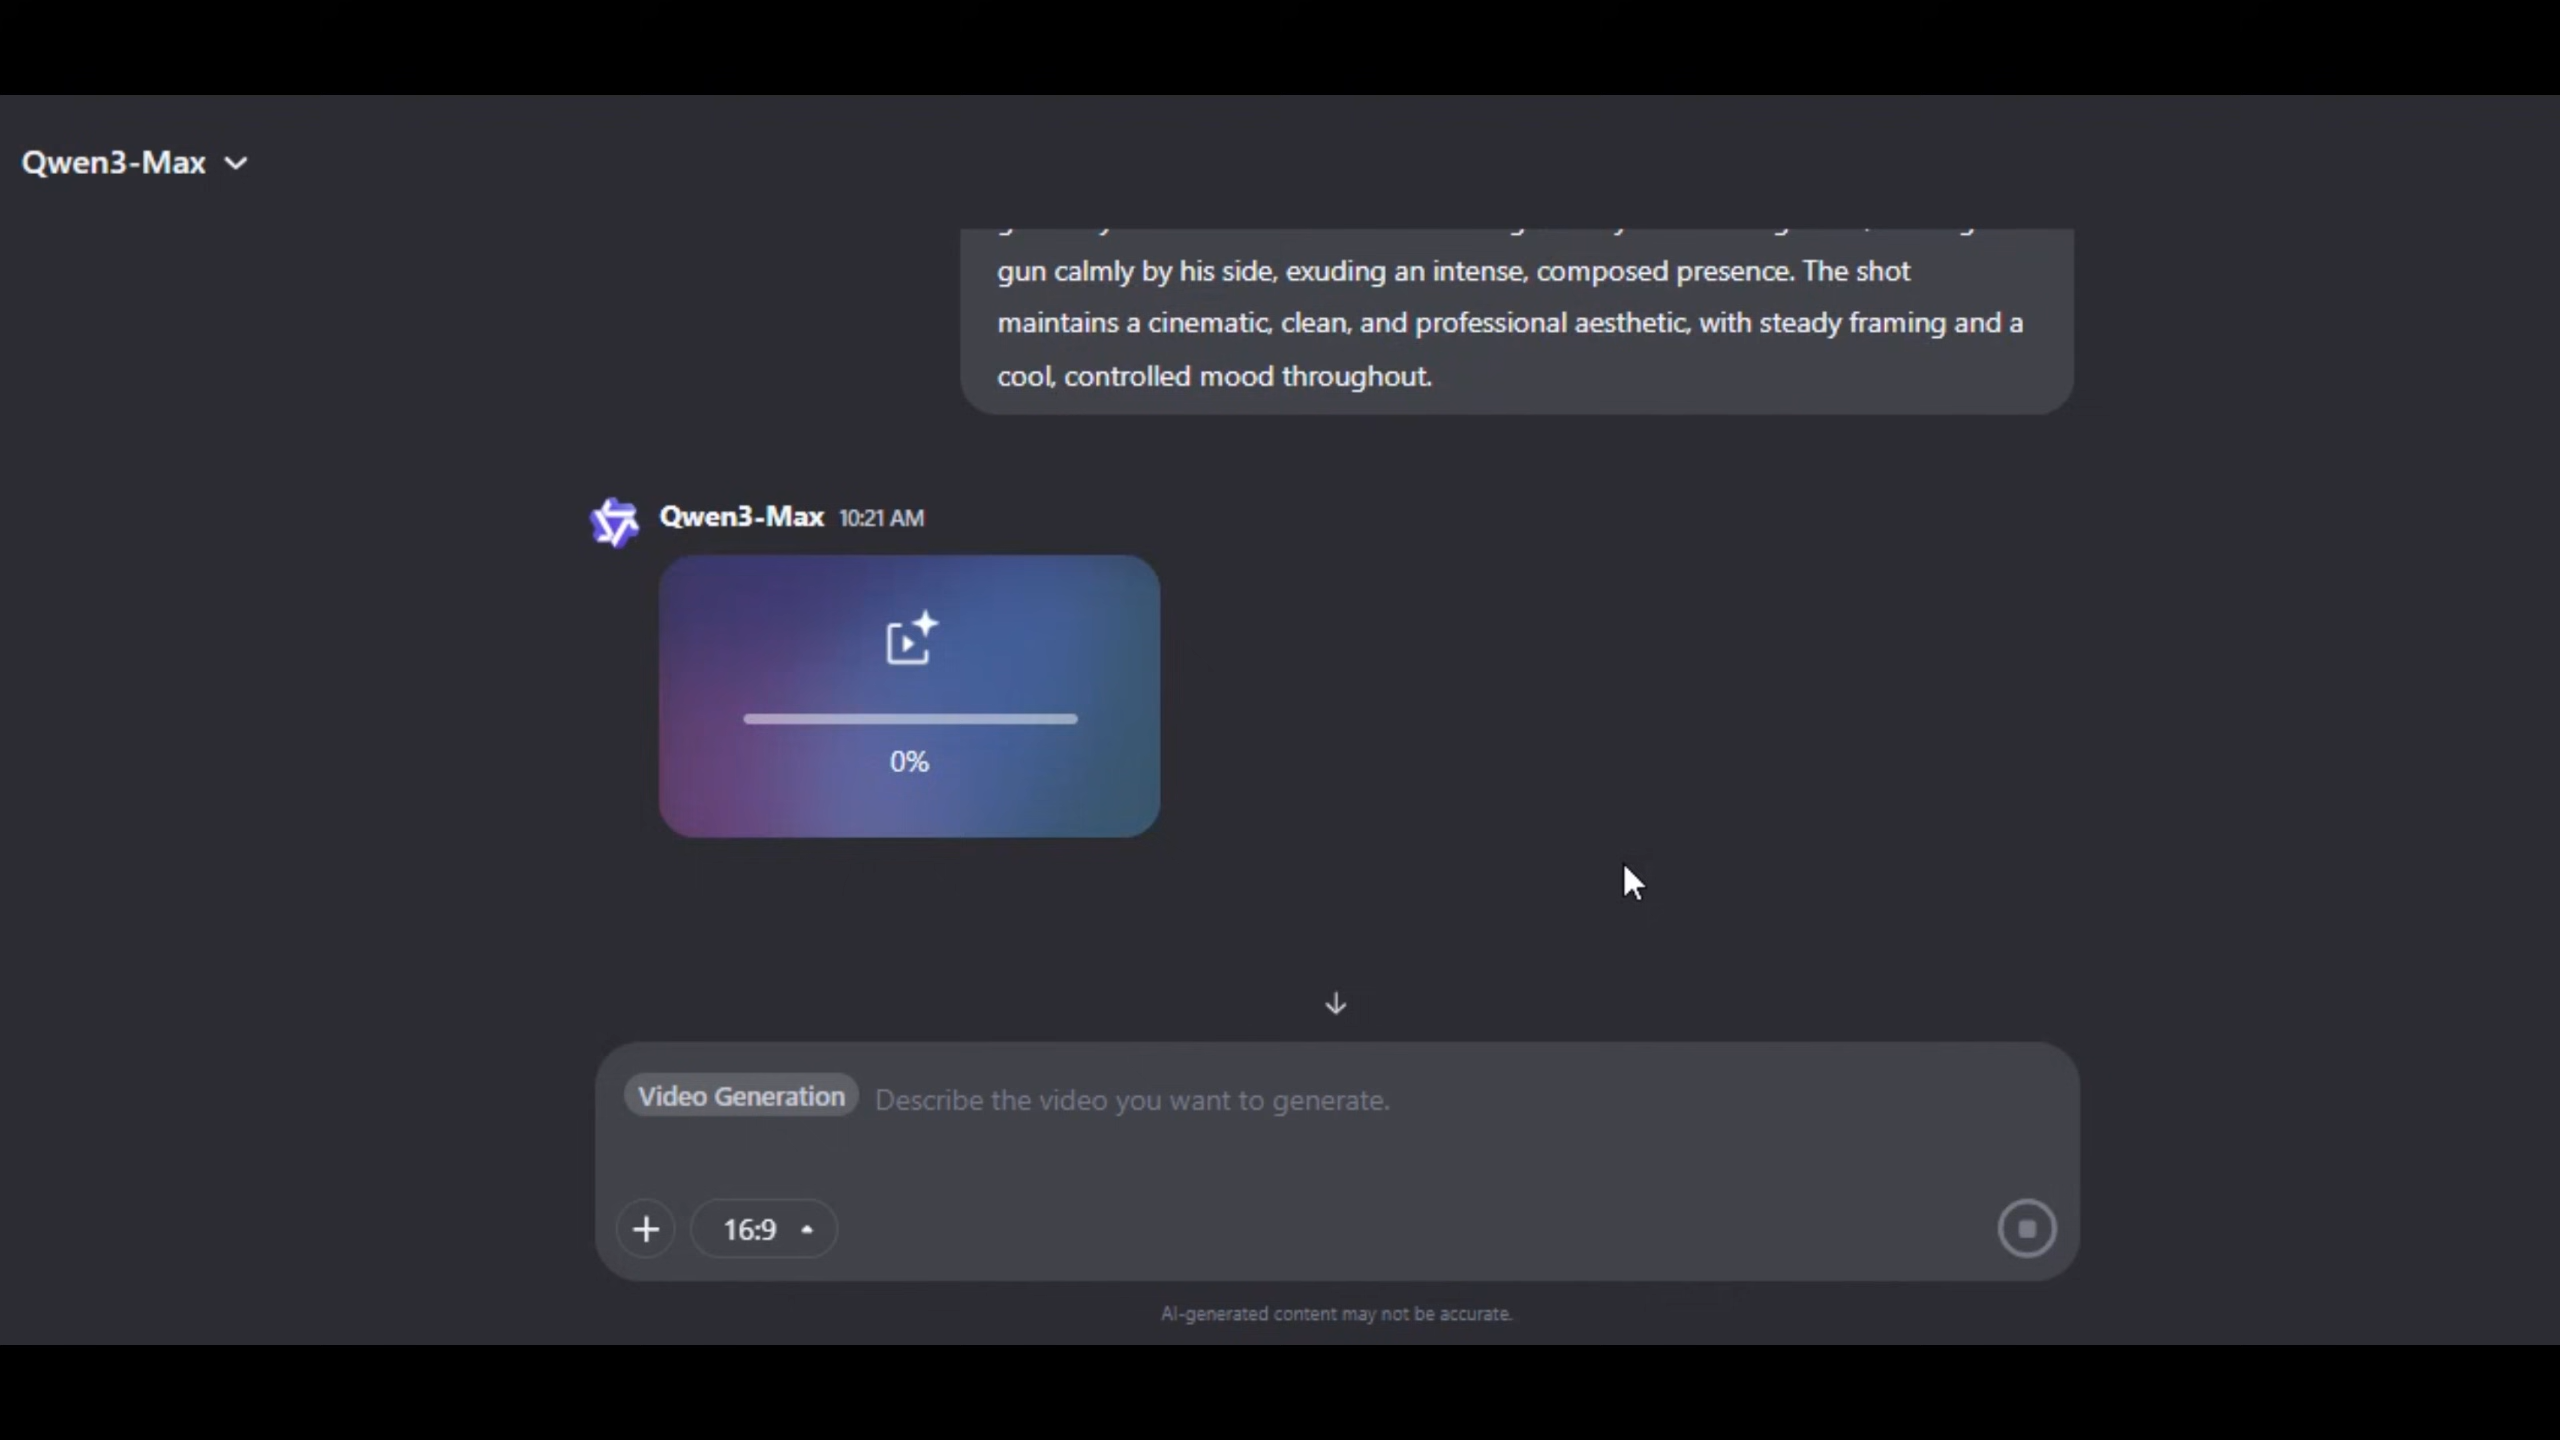 Qwen3-Max
gun calmly by his side, exuding an intense, composed presence. The shot
maintains a cinematic, clean, and professional aesthetic, with steady framing and a
cool, controlled mood throughout.
Qwen3-Max 10:21 AM
0%
Video Generation Describe the video you want to generate.
16:9
AI-generated content may not be accurate.